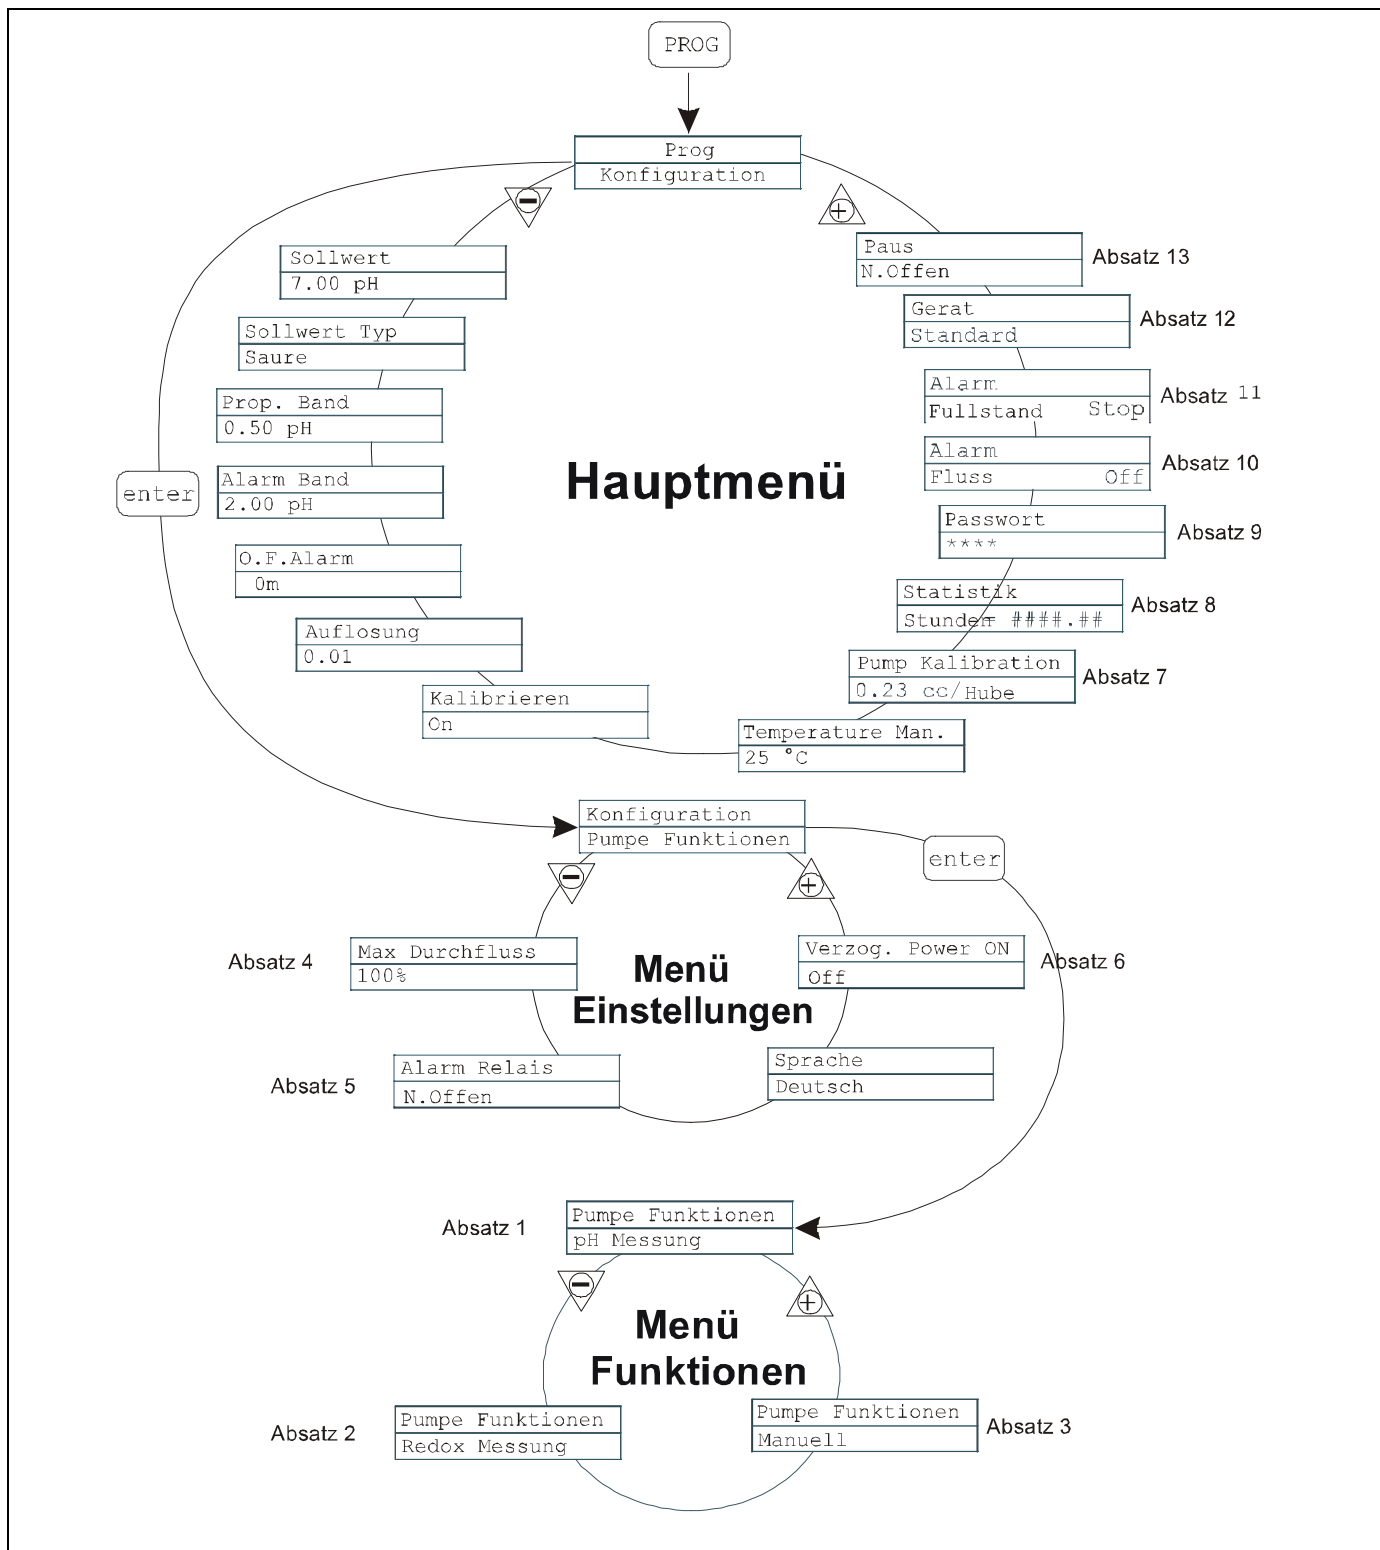 PROG
Prog
Konfiguration
Sollwert
7.00 pH
Sollwert Typ
Saure
Prop. Band
0.50 pH
Alarm Band
2.00 pH
O.F.Alarm
0m
Auflosung
0.01
Kalibrieren
On
Temperature Man.
25 °C
Paus
N.Offen
Absatz 13
Gerat
Standard
Absatz 12
Alarm
Fullstand Stop
Absatz 11
Alarm
Fluss Off
Absatz 10
Passwort
****
Absatz 9
Statistik
Stunden ####.##
Absatz 8
Pump Kalibration
0.23 cc/Hube
Absatz 7
Hauptmenü
enter
Konfiguration
Pumpe Funktionen
enter
Absatz 4
Max Durchfluss
100%
Verzog. Power ON
Off
Absatz 6
Menü
Einstellungen
Absatz 5
Alarm Relais
N.Offen
Sprache
Deutsch
Absatz 1
Pumpe Funktionen
pH Messung
Menü
Funktionen
Absatz 2
Pumpe Funktionen
Redox Messung
Pumpe Funktionen
Manuell
Absatz 3